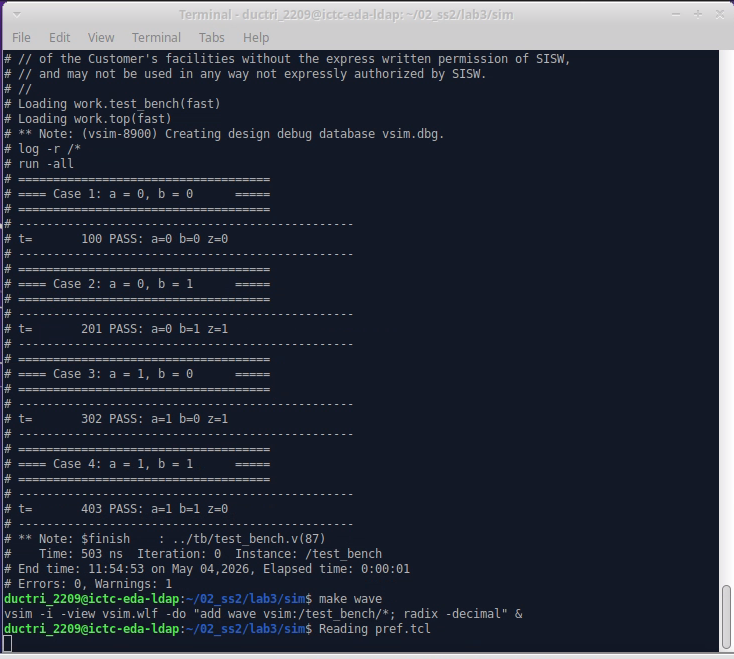 Terminal - ductri_2209@ictc-eda-ldap: ~/02_ss2/lab3/sim
File Edit View Terminal Tabs Help
# // of the Customer's facilities without the express written permission of SISW,
# // and may not be used in any way not expressly authorized by SISW.
# //
# Loading work.test_bench(fast)
# Loading work.top(fast)
# ** Note: (vsim-8900) Creating design debug database vsim.dbg.
# log -r /*
# run -all
# ====================================
# ==== Case 1: a = 0, b = 0      =====
# ====================================
# ------------------------------------------------
# t=       100 PASS: a=0 b=0 z=0
# ------------------------------------------------
# ====================================
# ==== Case 2: a = 0, b = 1      =====
# ====================================
# ------------------------------------------------
# t=       201 PASS: a=0 b=1 z=1
# ------------------------------------------------
# ====================================
# ==== Case 3: a = 1, b = 0      =====
# ====================================
# ------------------------------------------------
# t=       302 PASS: a=1 b=0 z=1
# ------------------------------------------------
# ====================================
# ==== Case 4: a = 1, b = 1      =====
# ====================================
# ------------------------------------------------
# t=       403 PASS: a=1 b=1 z=0
# ------------------------------------------------
# ** Note: $finish    : ../tb/test_bench.v(87)
#    Time: 503 ns  Iteration: 0  Instance: /test_bench
# End time: 11:54:53 on May 04,2026, Elapsed time: 0:00:01
# Errors: 0, Warnings: 1
ductri_2209@ictc-eda-ldap:~/02_ss2/lab3/sim$ make wave
vsim -i -view vsim.wlf -do "add wave vsim:/test_bench/*; radix -decimal" &
ductri_2209@ictc-eda-ldap:~/02_ss2/lab3/sim$ Reading pref.tcl